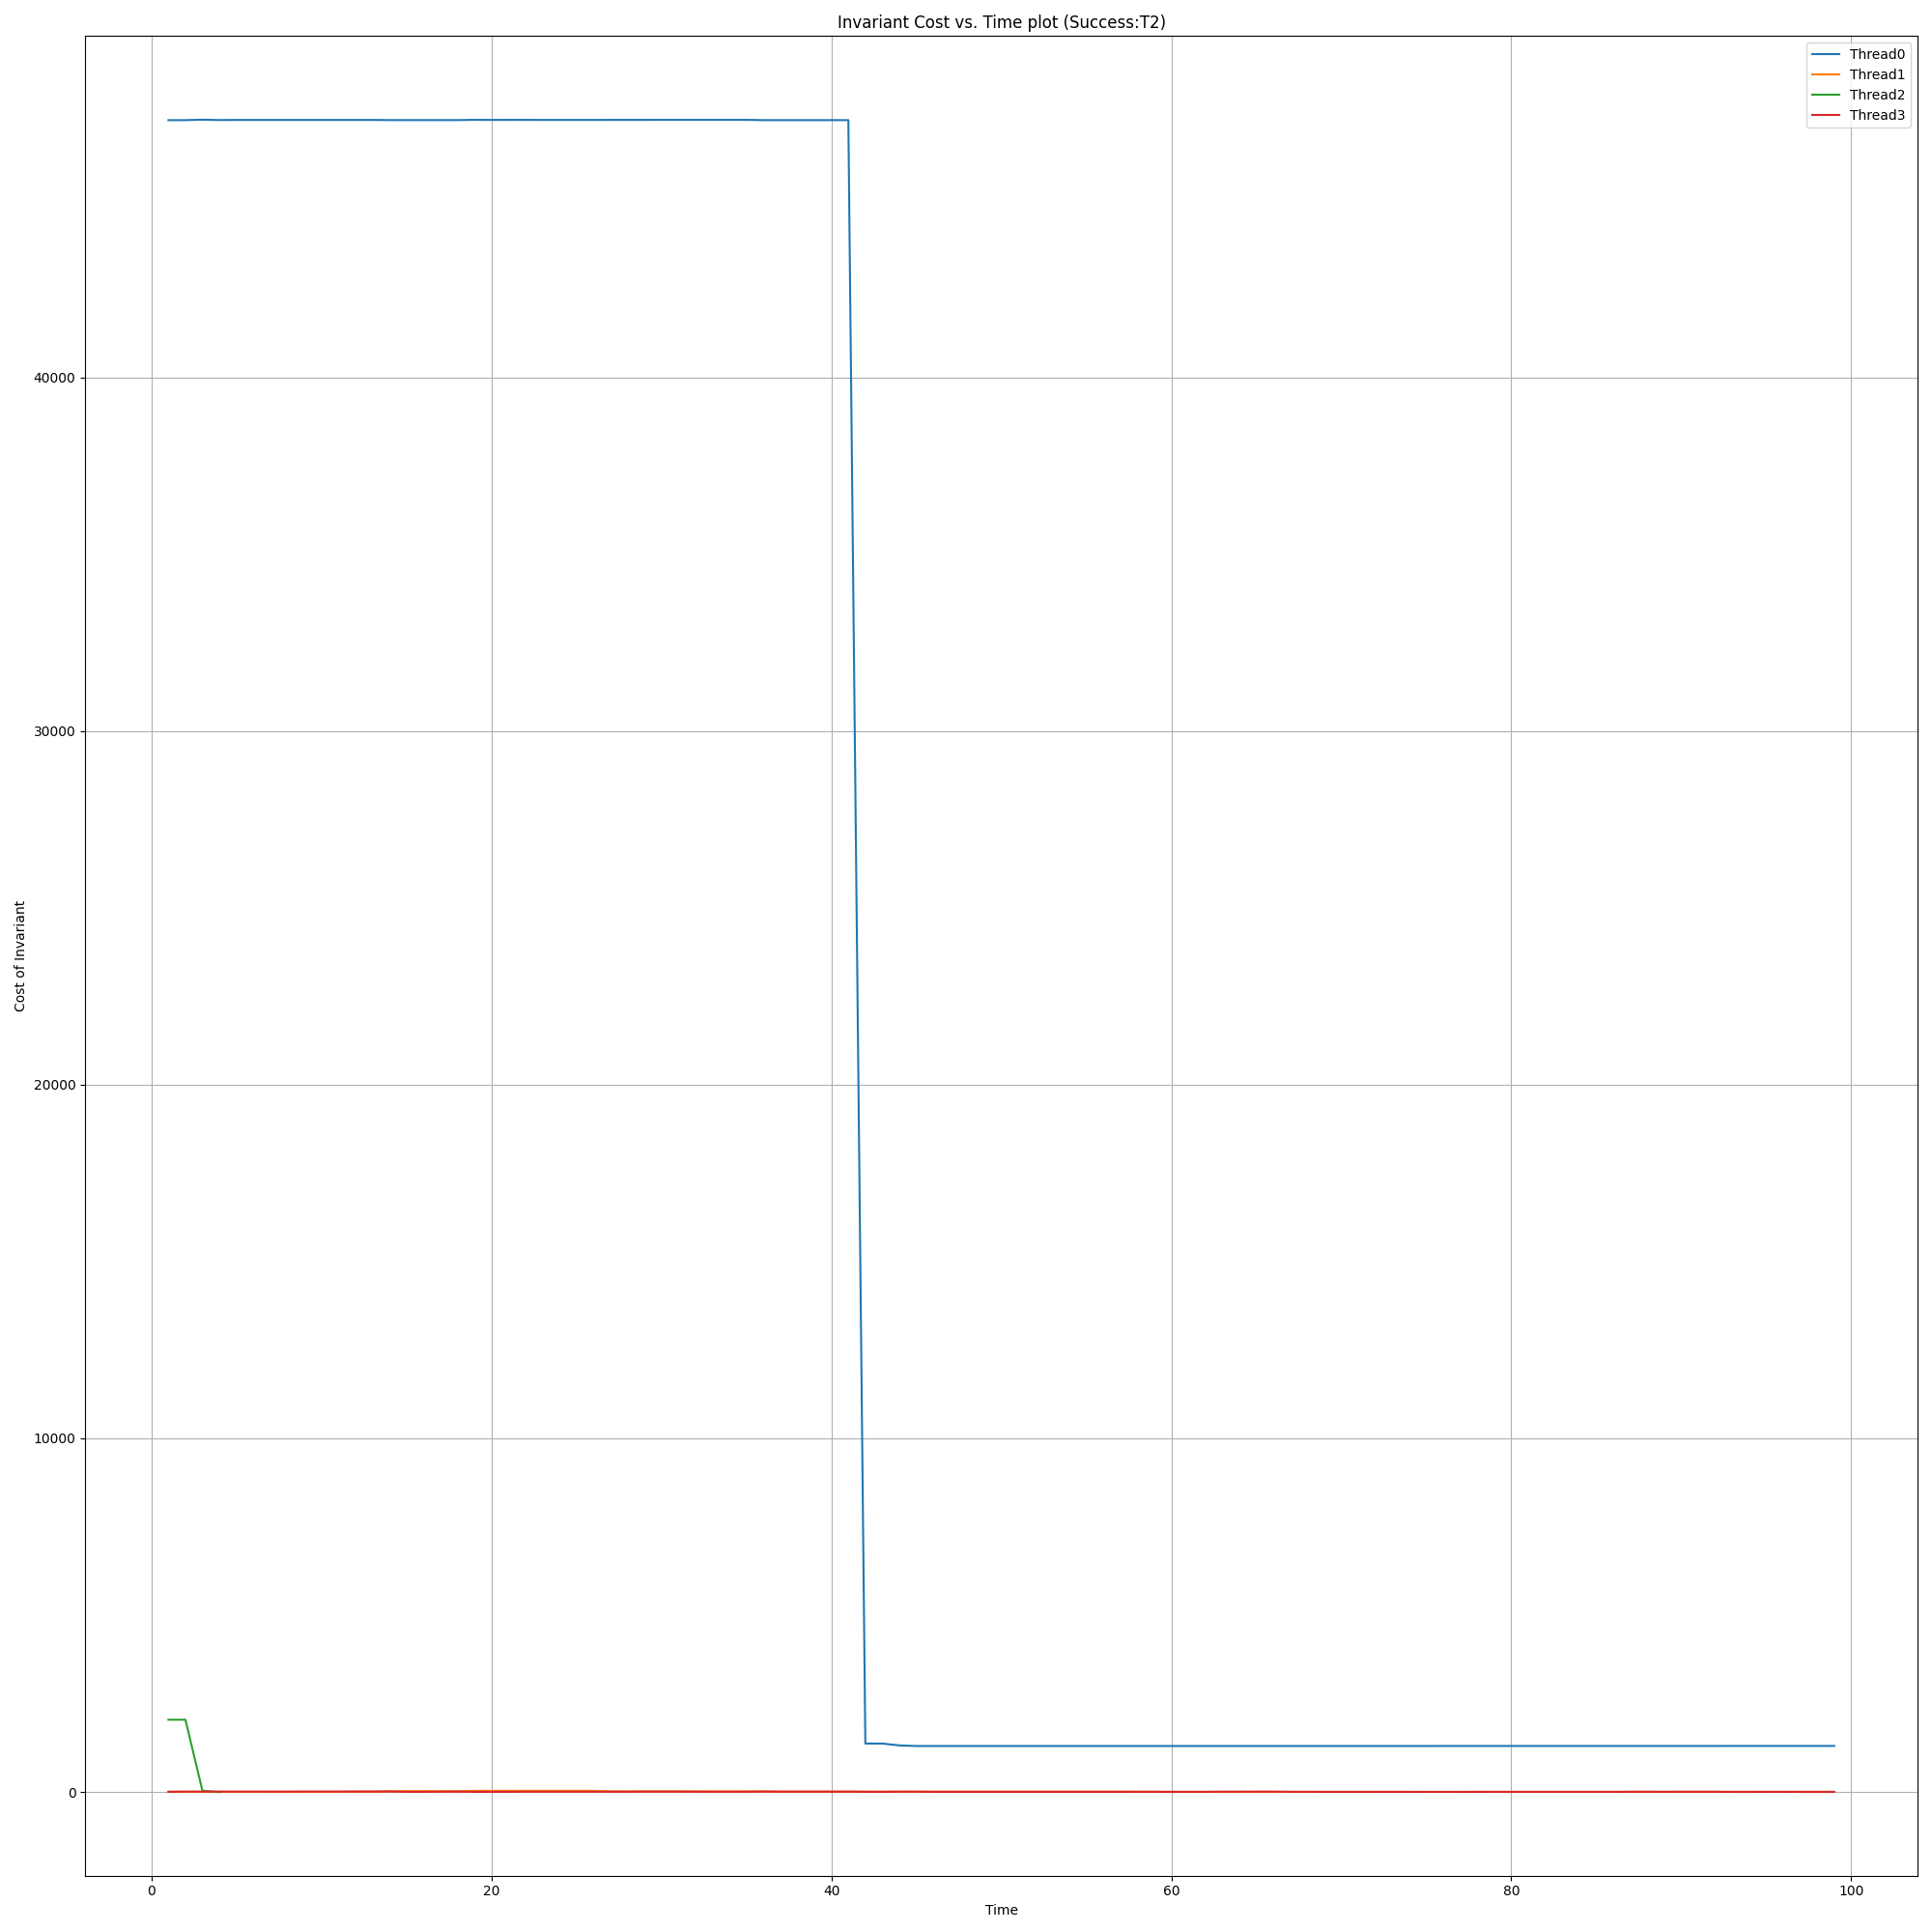 Invariant Cost vs. Time plot (Success:T2)
Thread0
Thread1
Thread2
Thread3
Cost of Invariant
40000
30000
20000
10000
0
0 20 40 60 80 100
Time